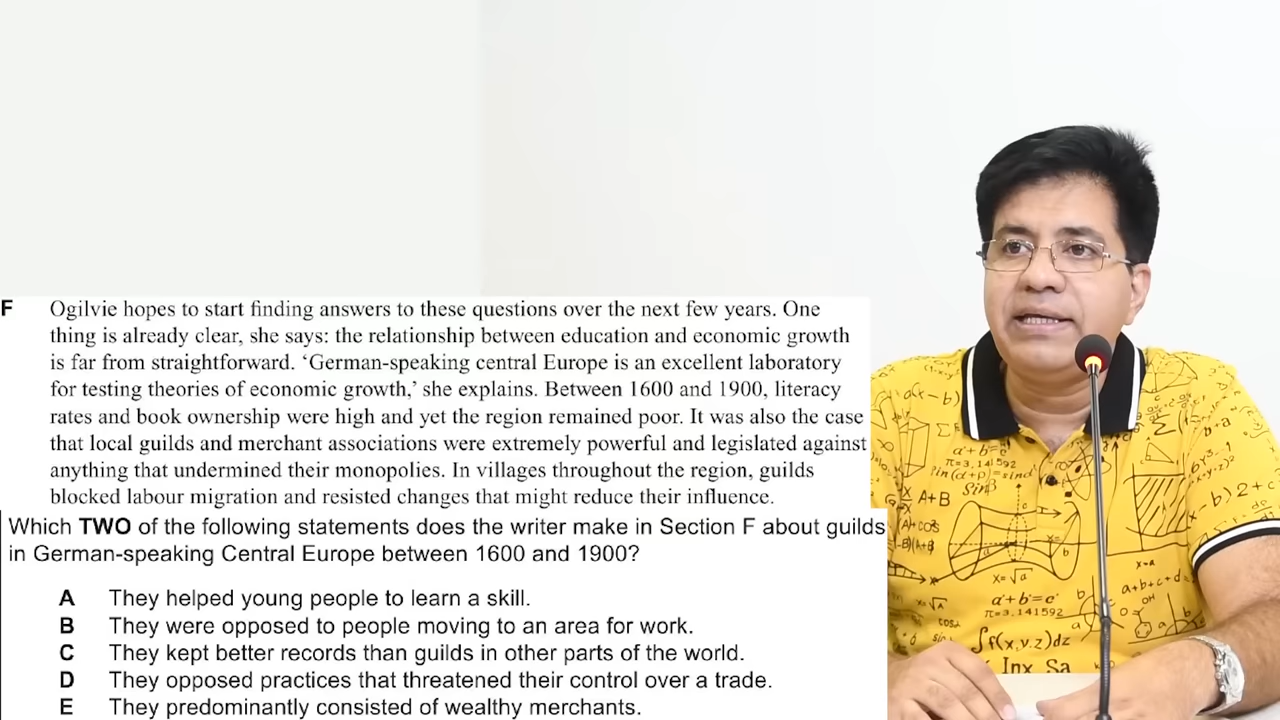 F Ogilvie hopes to start finding answers to these questions over the next few years. One
thing is already clear, she says: the relationship between education and economic growth
is far from straightforward. ‘German-speaking central Europe is an excellent laboratory
for testing theories of economic growth,’ she explains. Between 1600 and 1900, literacy
rates and book ownership were high and yet the region remained poor. It was also the case
that local guilds and merchant associations were extremely powerful and legislated against
anything that undermined their monopolies. In villages throughout the region, guilds
blocked labour migration and resisted changes that might reduce their influence.
Which TWO of the following statements does the writer make in Section F about guilds
in German-speaking Central Europe between 1600 and 1900?
A They helped young people to learn a skill.
B They were opposed to people moving to an area for work.
C They kept better records than guilds in other parts of the world.
D They opposed practices that threatened their control over a trade.
E They predominantly consisted of wealthy merchants.
a(x-b)
a+b=c
π=3.141592
A+B
x=√a
a+b=c
π=3.141592
∫f(x,y,z)dz
a+b+c+d